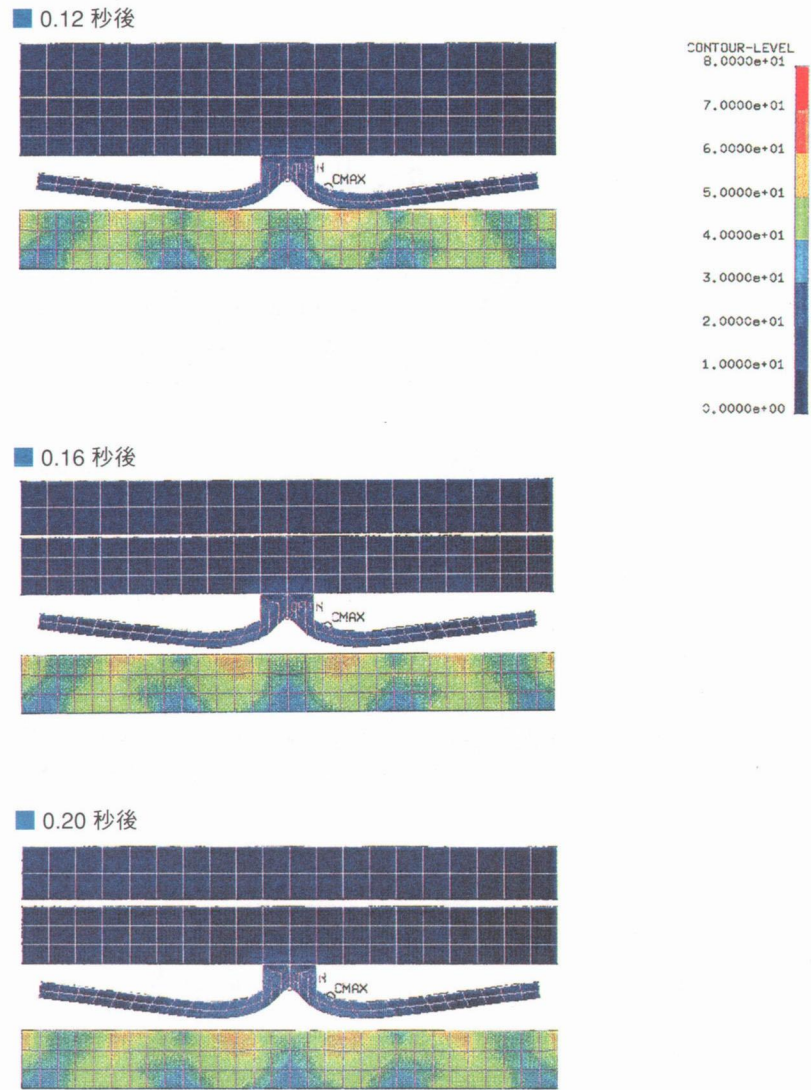 0.12 秒後
CONTOUR-LEVEL
8.0000e+01
7.0000e+01
6.0000e+01
5.0000e+01
4.0000e+01
3.0000e+01
2.0000e+01
1.0000e+01
0.0000e+00
CMAX
0.16 秒後
CMAX
0.20 秒後
CMAX